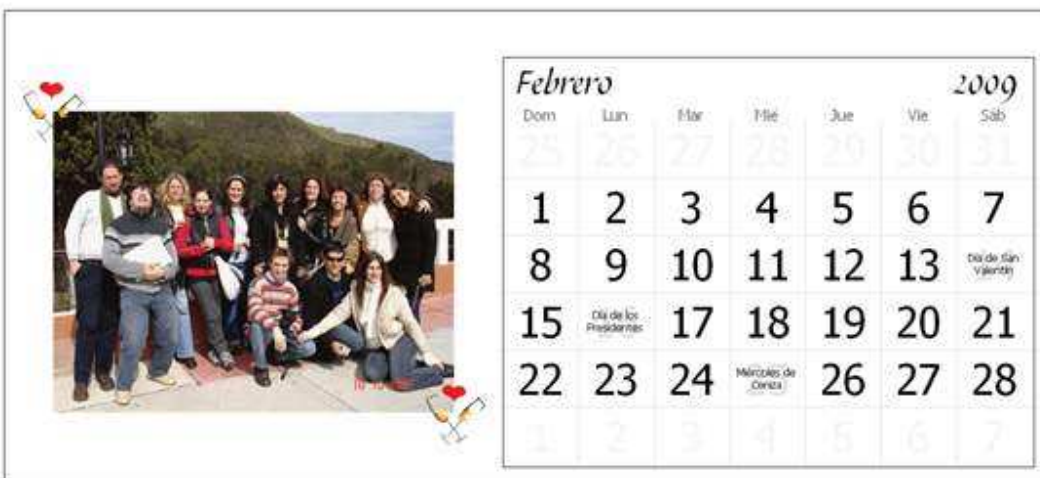 Febrero 2009
Dom Lun Mar Mié Jue Vie Sáb
25 26 27 28 29 30 31
1 2 3 4 5 6 7
8 9 10 11 12 13 Día de San Valentín
15 Día de los Presidentes 17 18 19 20 21
22 23 24 Miércoles de Ceniza 26 27 28
1 2 3 4 5 6 7